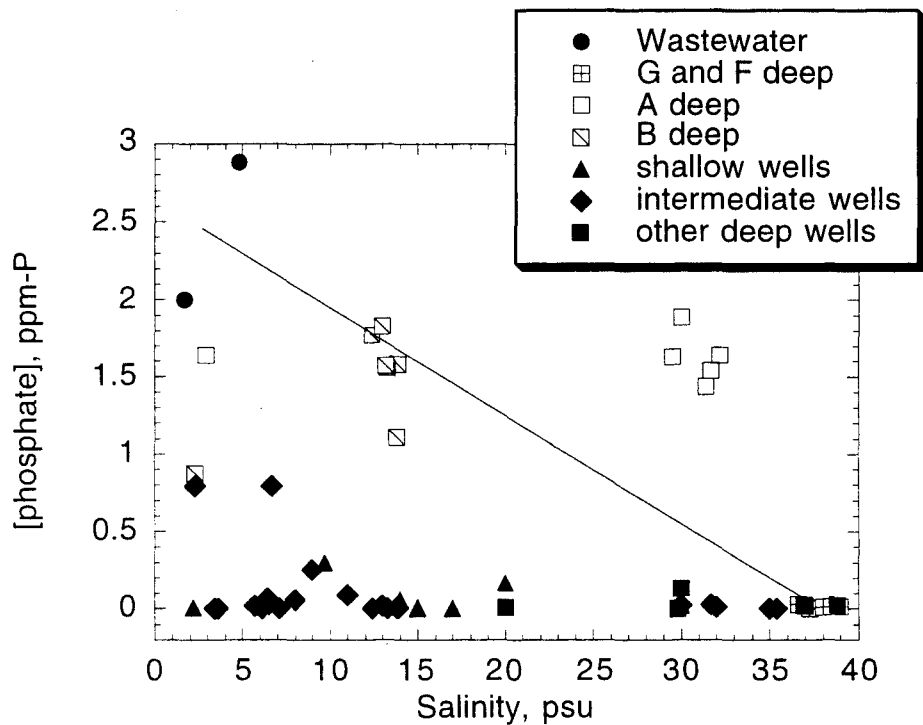 Wastewater
G and F deep
A deep
B deep
shallow wells
intermediate wells
other deep wells
3
2.5
2
1.5
1
0.5
0
[phosphate], ppm-P
0 5 10 15 20 25 30 35 40
Salinity, psu